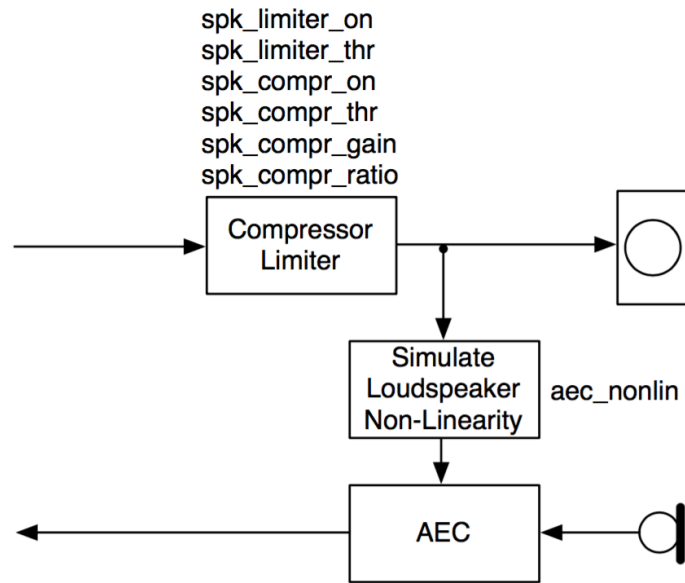 spk_limiter_on
spk_limiter_thr
spk_compr_on
spk_compr_thr
spk_compr_gain
spk_compr_ratio
Compressor
Limiter
Simulate
Loudspeaker
Non-Linearity
aec_nonlin
AEC